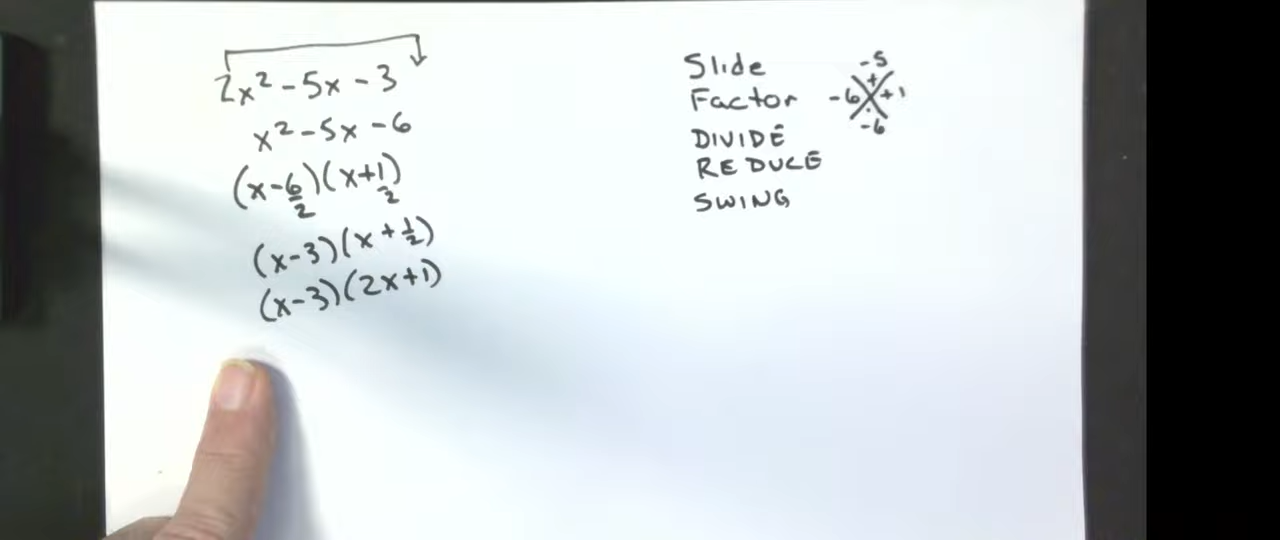 2x² - 5x - 3
x² - 5x - 6
(x - 6/2)(x + 1/2)
(x - 3)(x + 1/2)
(x - 3)(2x + 1)
Slide
Factor
DIVIDE
REDUCE
SWING
-5
+
-6 +1
·
-6